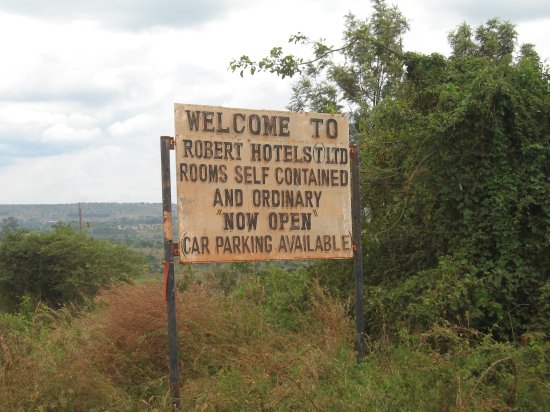 WELCOME TO
ROBERT HOTELS (T) LTD
ROOMS SELF CONTAINED
AND ORDINARY
"NOW OPEN"
(CAR PARKING AVAILABLE)